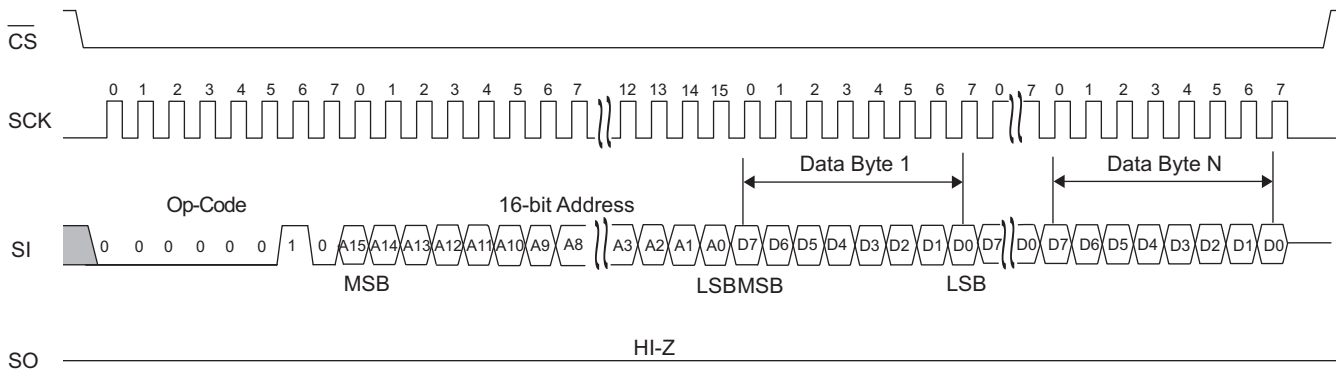 CS
0 1 2 3 4 5 6 7 0 1 2 3 4 5 6 7 12 13 14 15 0 1 2 3 4 5 6 7 0 7 0 1 2 3 4 5 6 7
SCK
Data Byte 1 Data Byte N
Op-Code 16-bit Address
SI 0 0 0 0 0 0 1 0 A15 A14 A13 A12 A11 A10 A9 A8 A3 A2 A1 A0 D7 D6 D5 D4 D3 D2 D1 D0 D7 D0 D7 D6 D5 D4 D3 D2 D1 D0
MSB LSB MSB LSB
HI-Z
SO